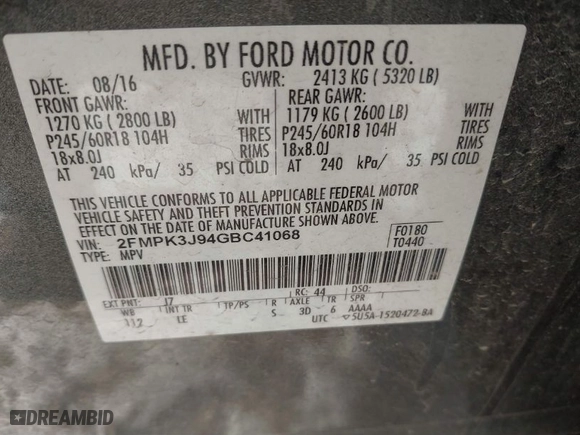 MFD. BY FORD MOTOR CO.
08/16 GVWR: 2413 KG ( 5320 LB)
FRONT GAWR: REAR GAWR:
1270 KG ( 2800 LB) WITH 1179 KG ( 2600 LB) WITH
P245/60R18 104H TIRES P245/60R18 104H TIRES
18x8.0J RIMS 18x8.0J RIMS
AT 240 kPa/ 35 PSI COLD AT 240 kPa/ 35 PSI COLD
THIS VEHICLE CONFORMS TO ALL APPLICABLE FEDERAL MOTOR
VEHICLE SAFETY AND THEFT PREVENTION STANDARDS IN
EFFECT ON THE DATE OF MANUFACTURE SHOWN ABOVE.
VIN: 2FMPK3J94GBC41068 F0180
TYPE: MPV T0440
EXT PNT: J7 RC: 44 DSO:
WB INT TR TP/PS R AXLE TR SPR
112 LE S 3D 6 AAAA
UTC ▽5U5A-1520472-BA
DREAMBID